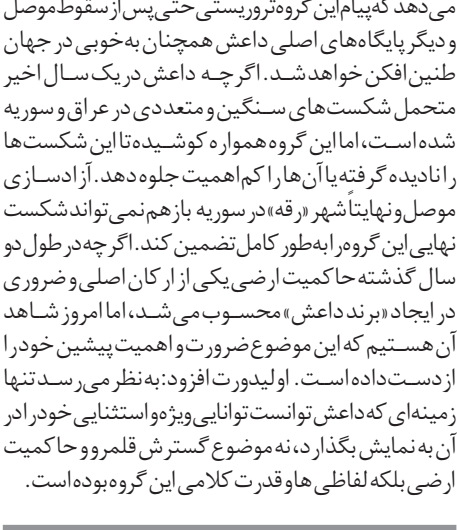 می‌دهد که پیام این گروه تروریستی حتی پس از سقوط موصل
و دیگر پایگاه‌های اصلی داعش همچنان به‌خوبی در جهان
طنین‌افکن خواهد شد. اگرچه داعش در یک سال اخیر
متحمل شکست‌های سنگین و متعددی در عراق و سوریه
شده است، اما این گروه همواره کوشیده تا این شکست‌ها
را نادیده گرفته یا آن‌ها را کم اهمیت جلوه دهد. آزادسازی
موصل و نهایتاً شهر «رقه» در سوریه باز هم نمی‌تواند شکست
نهایی این گروه را به‌طور کامل تضمین کند. اگرچه در طول دو
سال گذشته حاکمیت ارضی یکی از ارکان اصلی و ضروری
در ایجاد «برند داعش» محسوب می‌شد، اما امروز شاهد
آن هستیم که این موضوع ضرورت و اهمیت پیشین خود را
از دست داده است. اولیدورت افزود: به نظر می‌رسد تنها
زمینه‌ای که داعش توانست توانایی ویژه و استثنایی خود را در
آن به نمایش بگذارد، نه موضوع گسترش قلمرو و حاکمیت
ارضی بلکه لفاظی‌ها و قدرت کلامی این گروه بوده است.